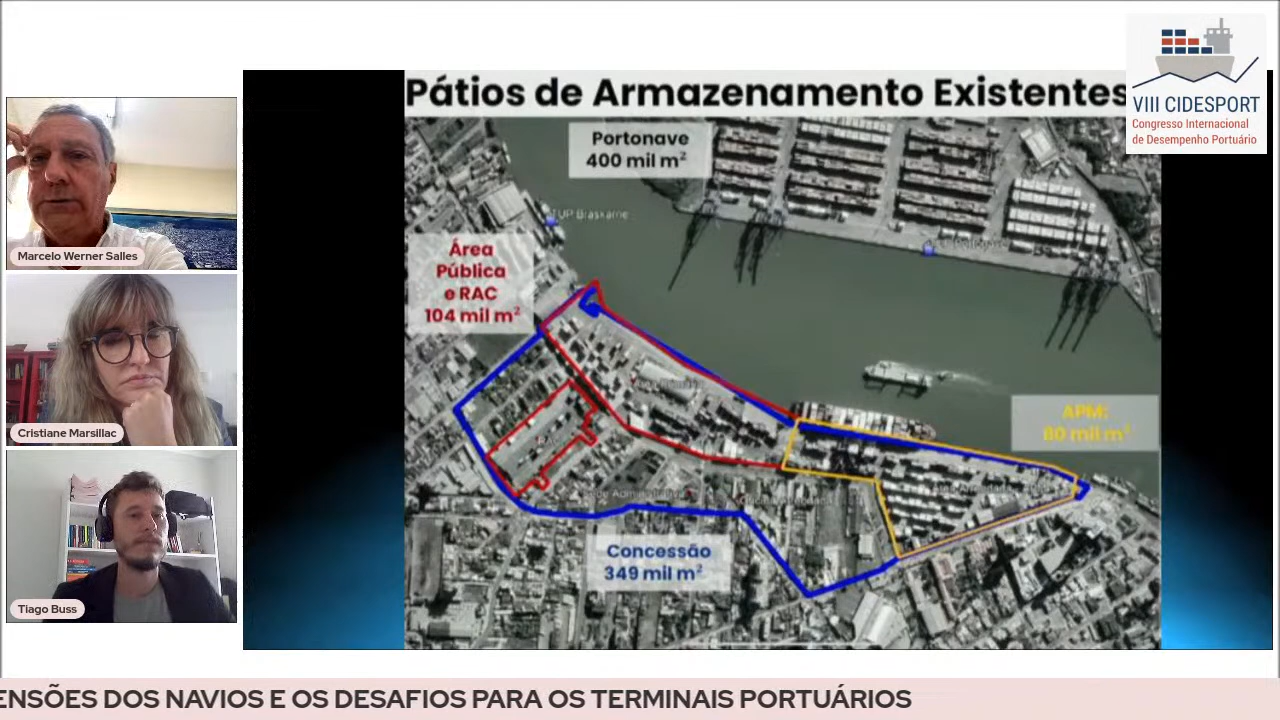 Pátios de Armazenamento Existentes
VIII CIDESPORT
Congresso Internacional
de Desempenho Portuário
Portonave
400 mil m²
TUP Braskarne
Área
Pública
e RAC
104 mil m²
APM:
80 mil m²
Concessão
349 mil m²
Marcelo Werner Salles
Cristiane Marsillac
Tiago Buss
ENSÕES DOS NAVIOS E OS DESAFIOS PARA OS TERMINAIS PORTUÁRIOS